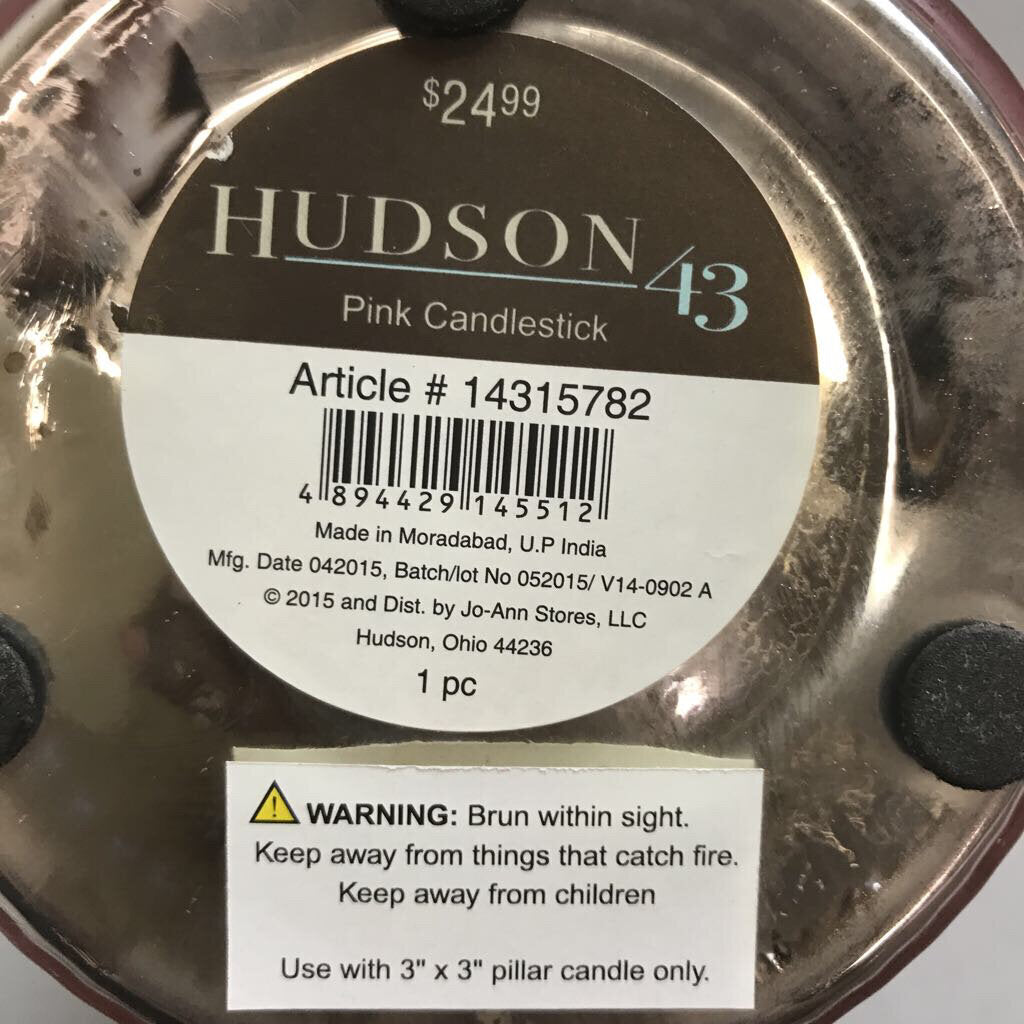 $24.99
HUDSON 43
Pink Candlestick
Article # 14315782
4 894429 145512
Made in Moradabad, U.P India
Mfg. Date 042015, Batch/lot No 052015/ V14-0902 A
© 2015 and Dist. by Jo-Ann Stores, LLC
Hudson, Ohio 44236
1 pc
WARNING: Brun within sight.
Keep away from things that catch fire.
Keep away from children
Use with 3" x 3" pillar candle only.